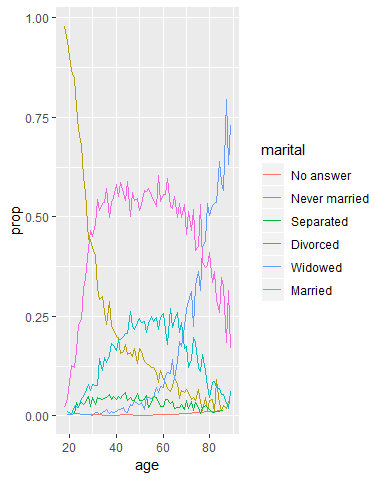 1.00
0.75
0.50
0.25
0.00
prop
20 40 60 80
age
marital
No answer
Never married
Separated
Divorced
Widowed
Married